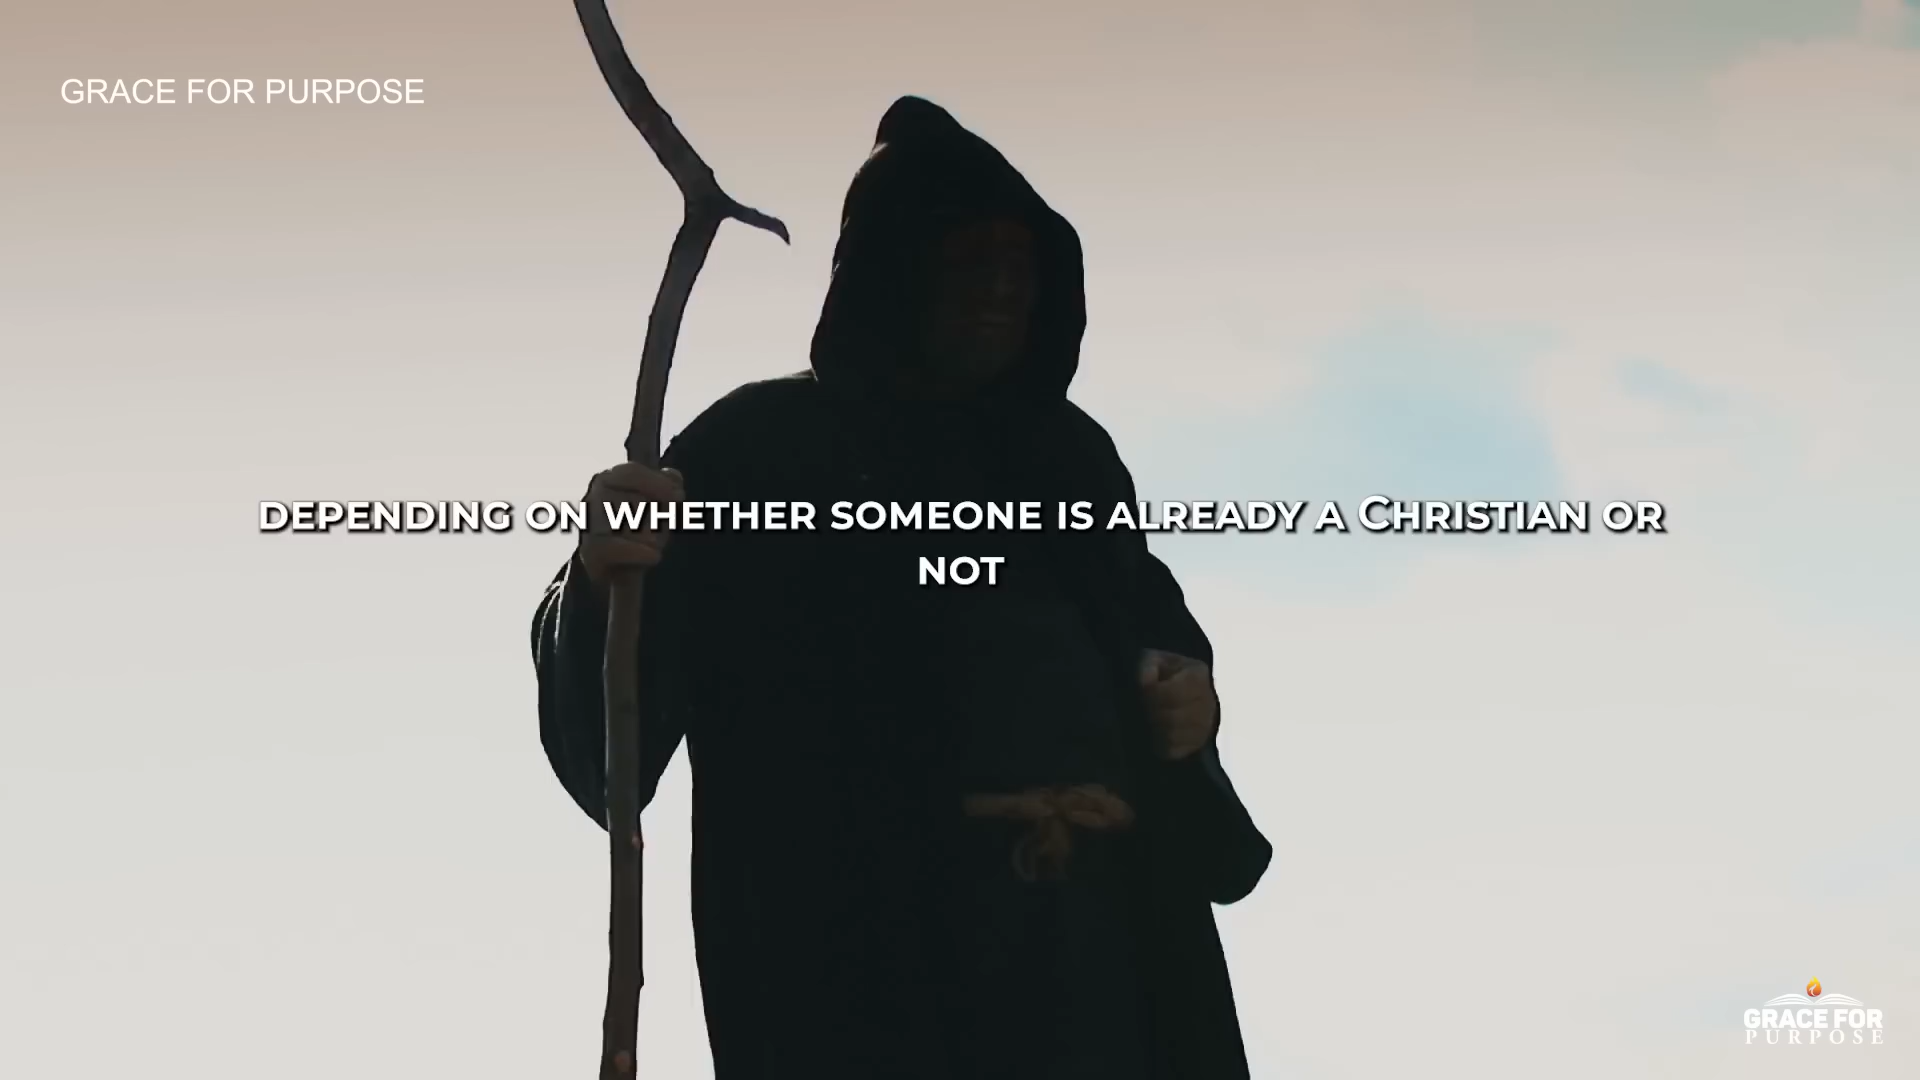 GRACE FOR PURPOSE
DEPENDING ON WHETHER SOMEONE IS ALREADY A CHRISTIAN OR
NOT
GRACE FOR
PURPOSE